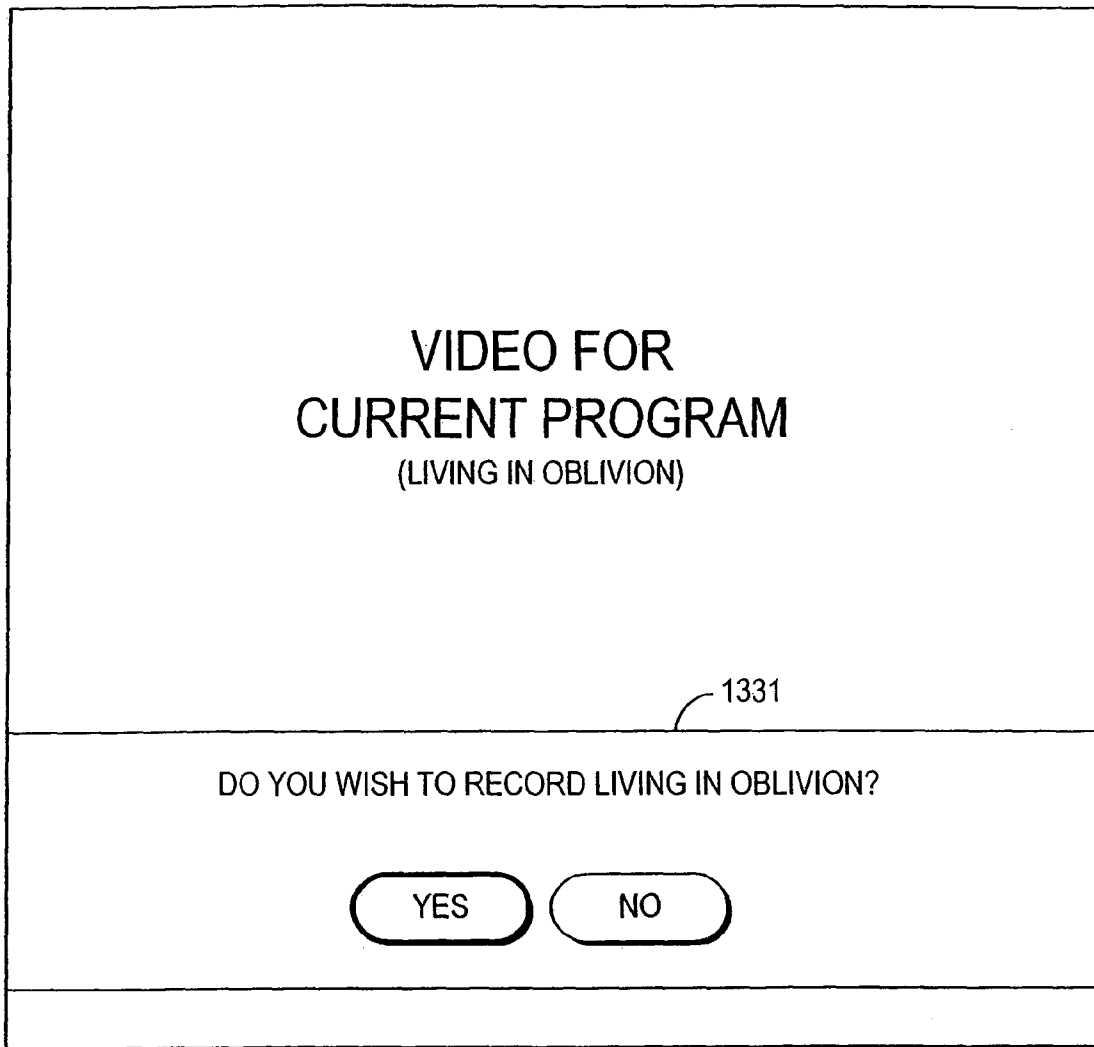 VIDEO FOR
CURRENT PROGRAM
(LIVING IN OBLIVION)
1331
DO YOU WISH TO RECORD LIVING IN OBLIVION?
YES
NO